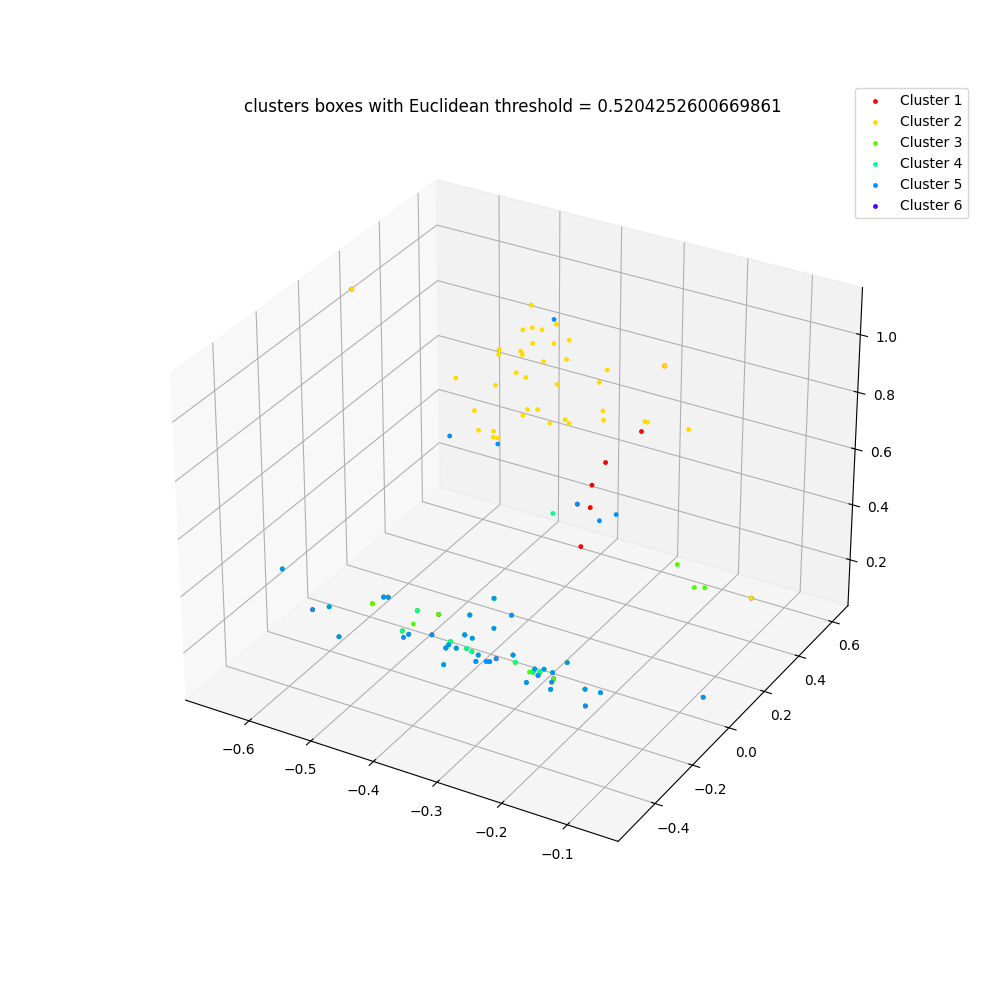 clusters boxes with Euclidean threshold = 0.5204252600669861
Cluster 1
Cluster 2
Cluster 3
Cluster 4
Cluster 5
Cluster 6
1.0
0.8
0.6
0.4
0.2
0.6
0.4
0.2
0.0
−0.2
−0.4
−0.6
−0.5
−0.4
−0.3
−0.2
−0.1